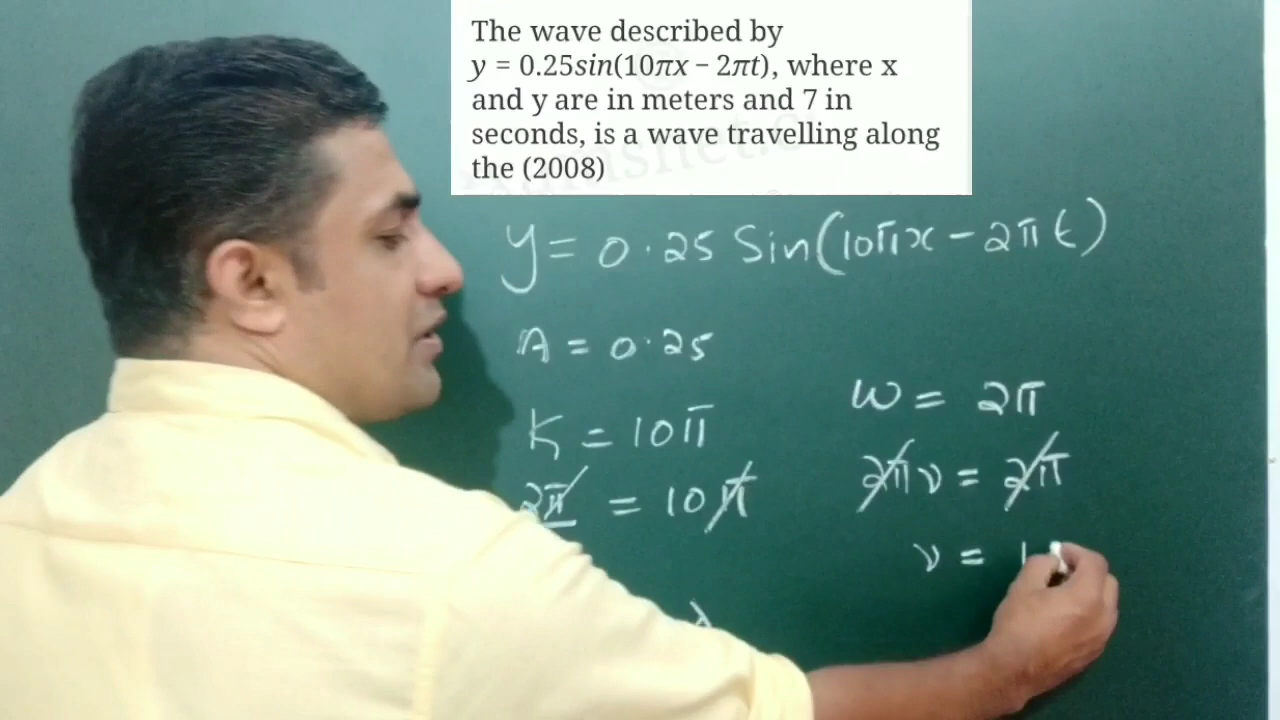 The wave described by
y = 0.25sin(10πx − 2πt), where x
and y are in meters and 7 in
seconds, is a wave travelling along
the (2008)
y = 0.25 Sin(10πx − 2πt)
A = 0.25
K = 10π
2π = 10π
λ
ω = 2π
2πν = 2π
ν = 1